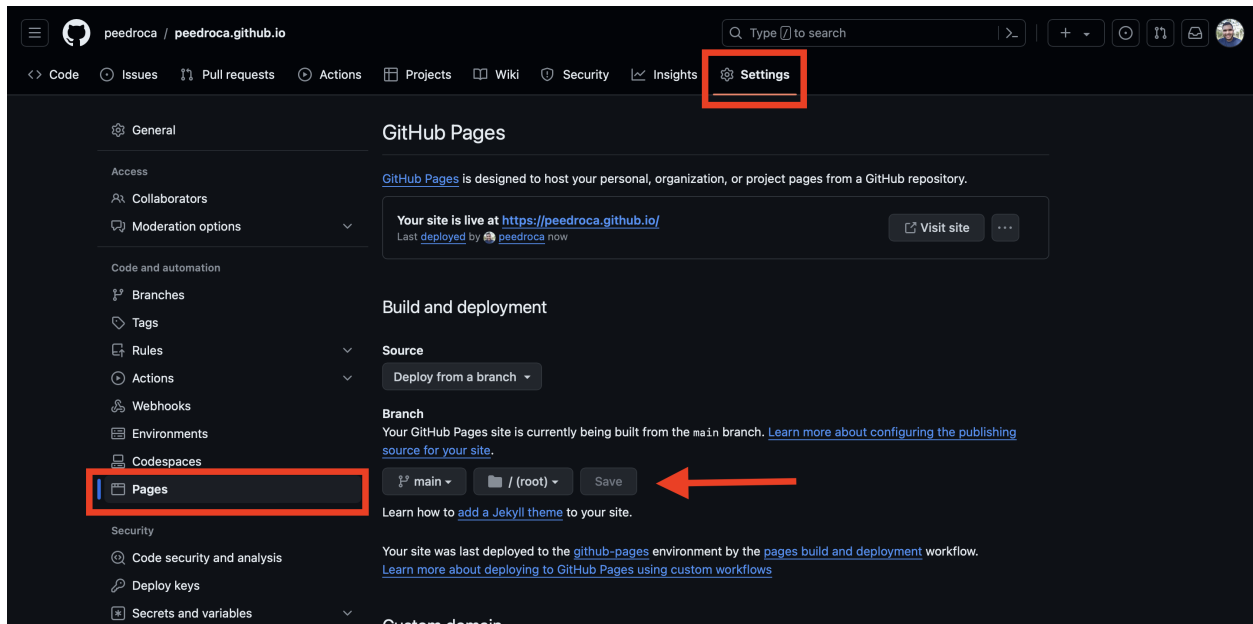 peedroca / peedroca.github.io
Type / to search
Code Issues Pull requests Actions Projects Wiki Security Insights Settings
General
Access
Collaborators
Moderation options
Code and automation
Branches
Tags
Rules
Actions
Webhooks
Environments
Codespaces
Pages
Security
Code security and analysis
Deploy keys
Secrets and variables
GitHub Pages
GitHub Pages is designed to host your personal, organization, or project pages from a GitHub repository.
Your site is live at https://peedroca.github.io/
Last deployed by peedroca now
Visit site
Build and deployment
Source
Deploy from a branch
Branch
Your GitHub Pages site is currently being built from the main branch. Learn more about configuring the publishing
source for your site.
main / (root) Save
Learn how to add a Jekyll theme to your site.
Your site was last deployed to the github-pages environment by the pages build and deployment workflow.
Learn more about deploying to GitHub Pages using custom workflows
Custom domain